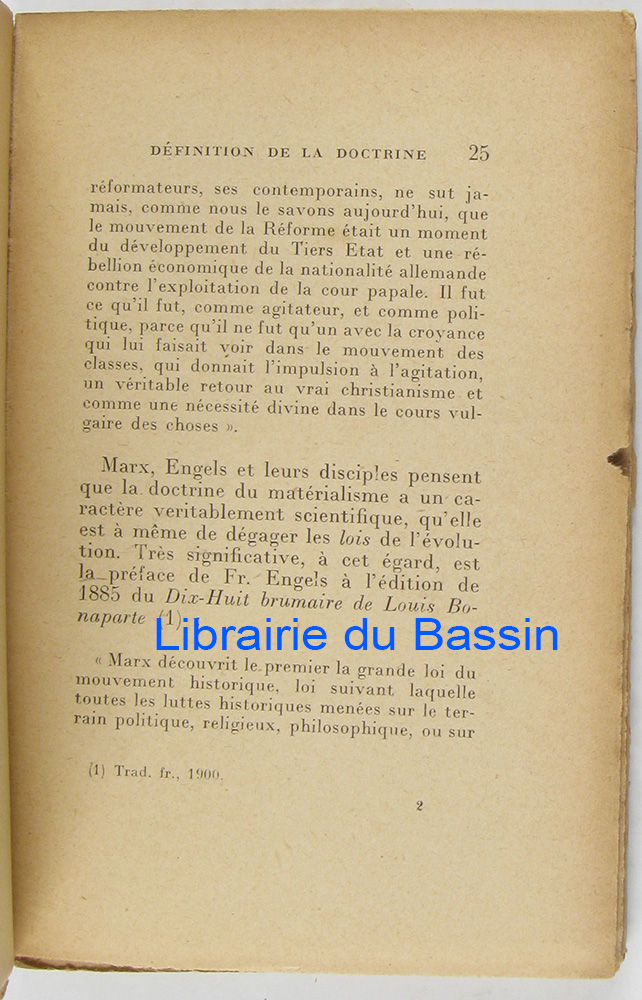 DÉFINITION DE LA DOCTRINE 25
réformateurs, ses contemporains, ne sut ja-
mais, comme nous le savons aujourd'hui, que
le mouvement de la Réforme était un moment
du développement du Tiers Etat et une ré-
bellion économique de la nationalité allemande
contre l'exploitation de la cour papale. Il fut
ce qu'il fut, comme agitateur, et comme poli-
tique, parce qu'il ne fut qu'un avec la croyance
qui lui faisait voir dans le mouvement des
classes, qui donnait l'impulsion à l'agitation,
un véritable retour au vrai christianisme et
comme une nécessité divine dans le cours vul-
gaire des choses ».
Marx, Engels et leurs disciples pensent
que la doctrine du matérialisme a un ca-
ractère veritablement scientifique, qu'elle
est à même de dégager les lois de l'évolu-
tion. Très significative, à cet égard, est
la préface de Fr. Engels à l'édition de
1885 du Dix-Huit brumaire de Louis Bo-
naparte (1)
Librairie du Bassin
« Marx découvrit le premier la grande loi du
mouvement historique, loi suivant laquelle
toutes les luttes historiques menées sur le ter-
rain politique, religieux, philosophique, ou sur
(1) Trad. fr., 1900.
2